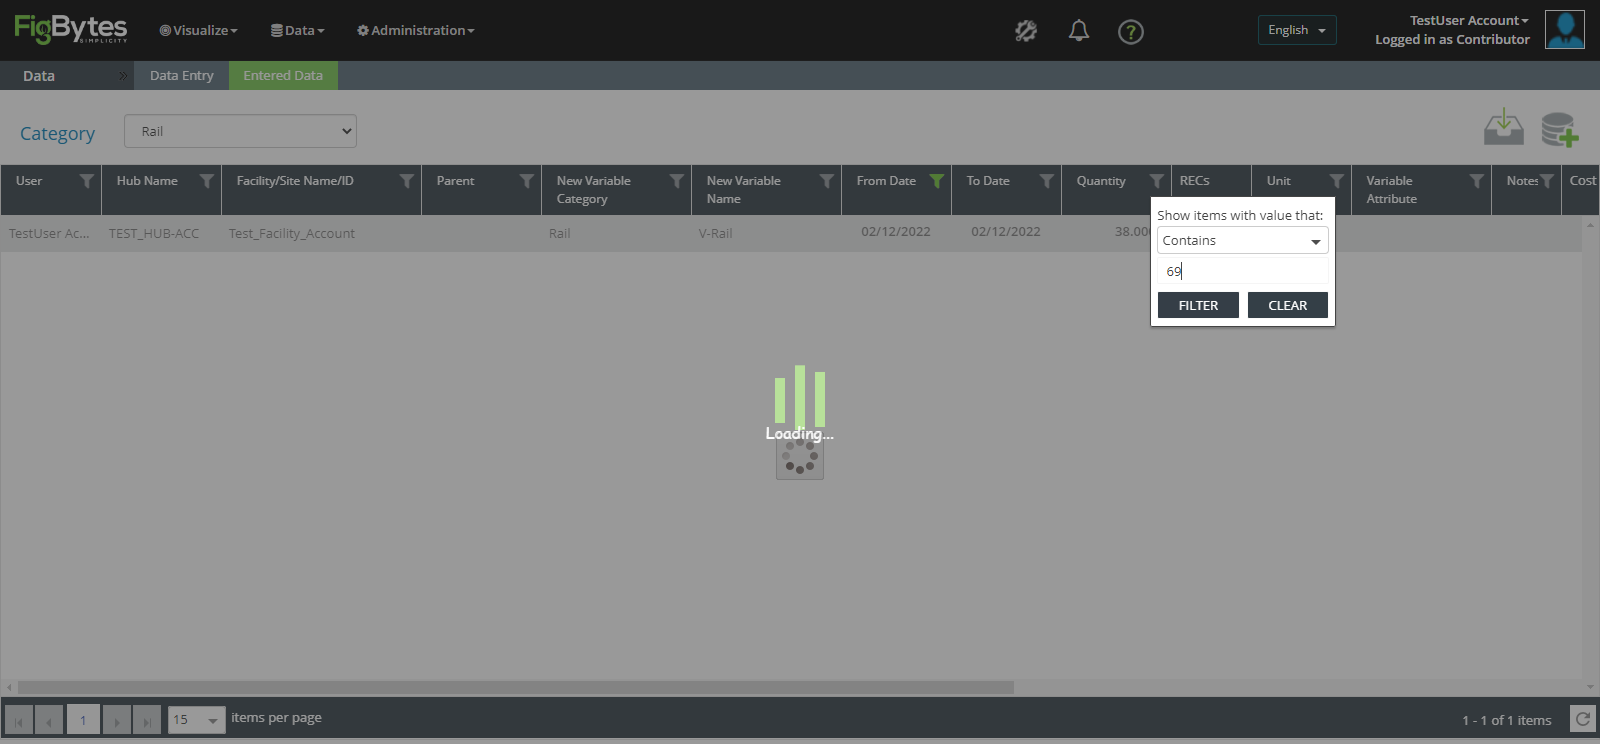 FigBytes
SIMPLICITY
Visualize
Data
Administration
?
English
TestUser Account
Logged in as Contributor
Data
Data Entry
Entered Data
Category
Rail
User
Hub Name
Facility/Site Name/ID
Parent
New Variable Category
New Variable Name
From Date
To Date
Quantity
RECs
Unit
Variable Attribute
Notes
Cost
TestUser Ac...
TEST_HUB-ACC
Test_Facility_Account
Rail
V-Rail
02/12/2022
02/12/2022
38.00
Show items with value that:
Contains
69
FILTER
CLEAR
Loading...
1
15
items per page
1 - 1 of 1 items